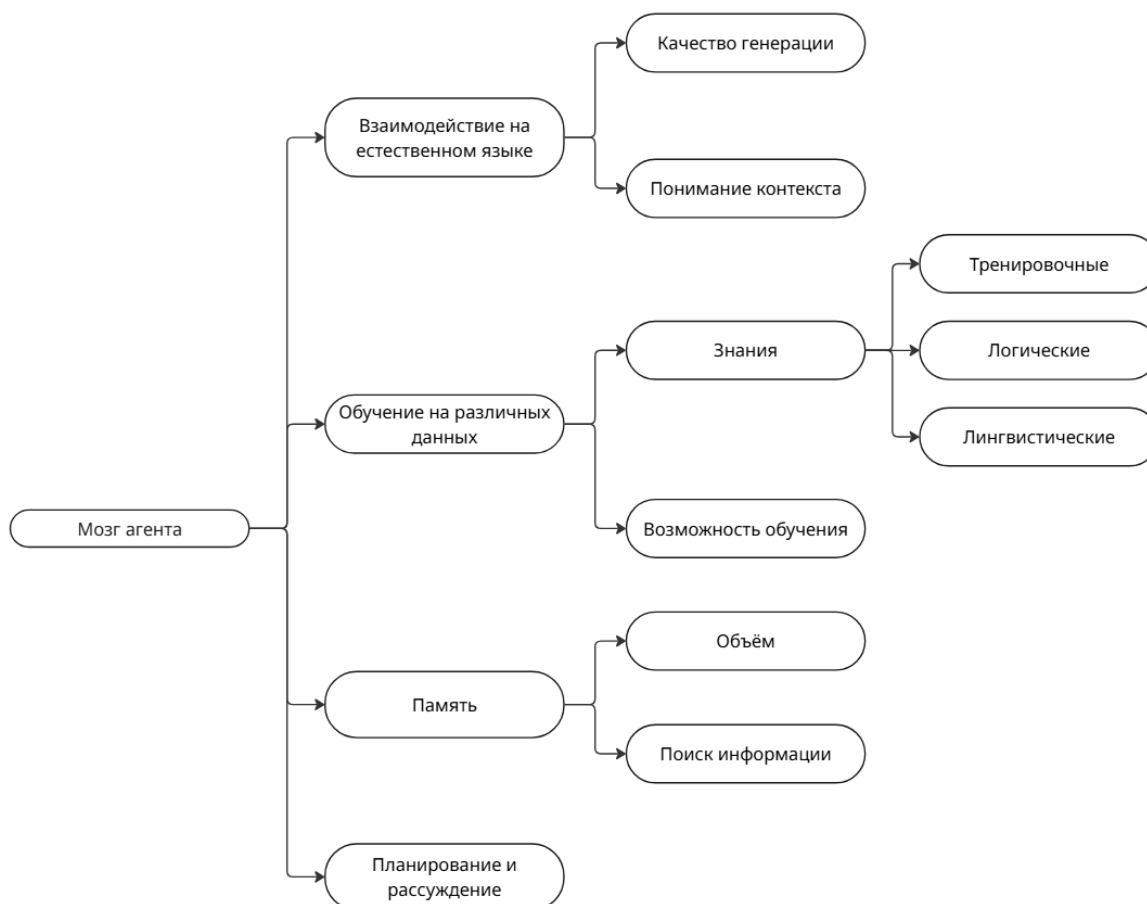 Мозг агента
Взаимодействие на
естественном языке
Качество генерации
Понимание контекста
Обучение на различных
данных
Знания
Тренировочные
Логические
Лингвистические
Возможность обучения
Память
Объём
Поиск информации
Планирование и
рассуждение